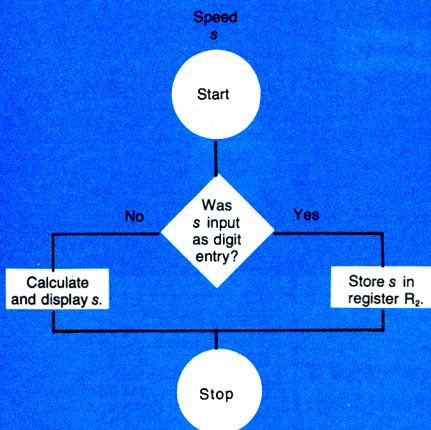 Speed
s
Start
Was
s input
as digit
entry?
No
Yes
Calculate
and display s.
Store s in
register R₂.
Stop